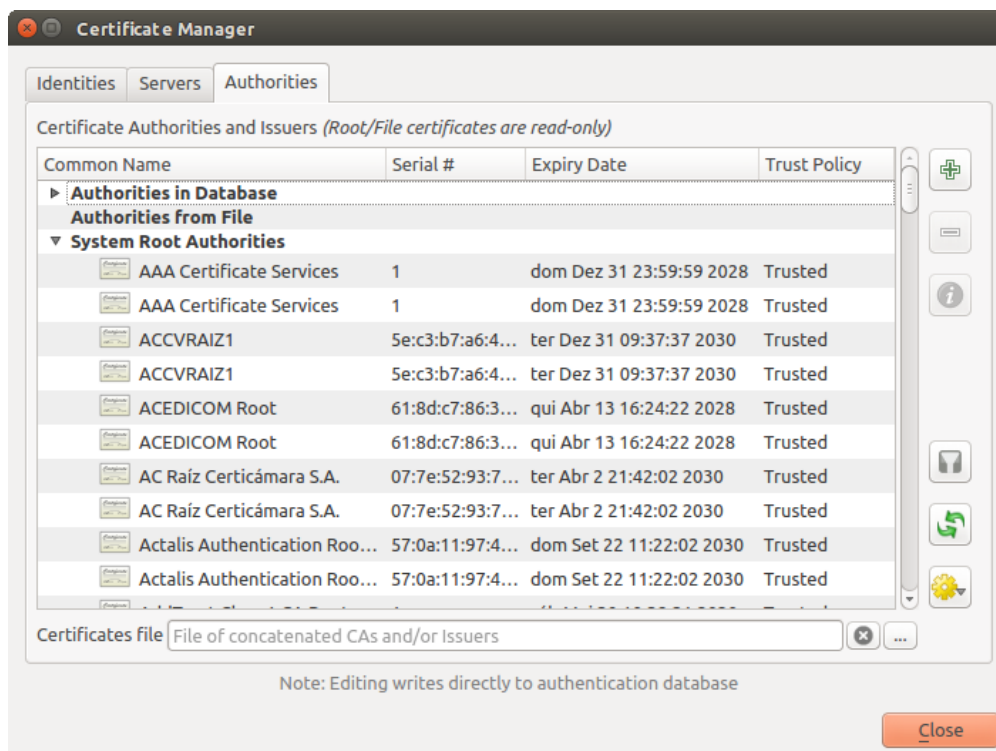 Certificate Manager
Identities Servers Authorities
Certificate Authorities and Issuers (Root/File certificates are read-only)
Common Name Serial # Expiry Date Trust Policy
Authorities in Database
Authorities from File
System Root Authorities
AAA Certificate Services 1 dom Dez 31 23:59:59 2028 Trusted
AAA Certificate Services 1 dom Dez 31 23:59:59 2028 Trusted
ACCVRAIZ1 5e:c3:b7:a6:4... ter Dez 31 09:37:37 2030 Trusted
ACCVRAIZ1 5e:c3:b7:a6:4... ter Dez 31 09:37:37 2030 Trusted
ACEDICOM Root 61:8d:c7:86:3... qui Abr 13 16:24:22 2028 Trusted
ACEDICOM Root 61:8d:c7:86:3... qui Abr 13 16:24:22 2028 Trusted
AC Raíz Certicámara S.A. 07:7e:52:93:7... ter Abr 2 21:42:02 2030 Trusted
AC Raíz Certicámara S.A. 07:7e:52:93:7... ter Abr 2 21:42:02 2030 Trusted
Actalis Authentication Roo... 57:0a:11:97:4... dom Set 22 11:22:02 2030 Trusted
Actalis Authentication Roo... 57:0a:11:97:4... dom Set 22 11:22:02 2030 Trusted
Certificates file File of concatenated CAs and/or Issuers ...
Note: Editing writes directly to authentication database
Close